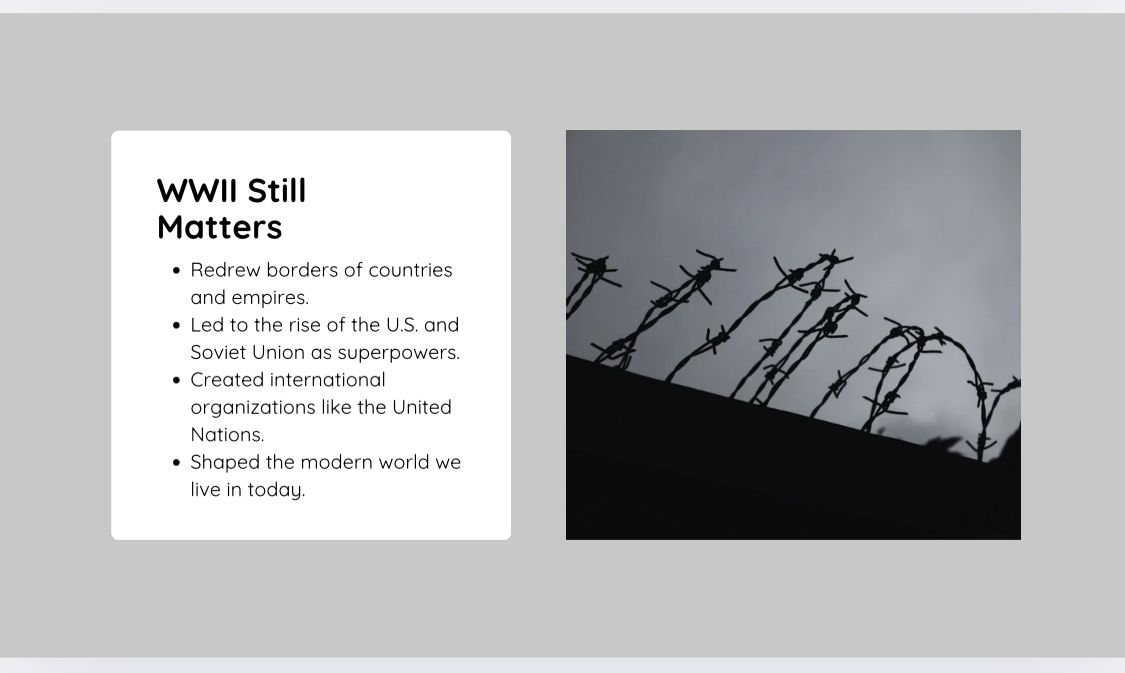 WWII Still
Matters
• Redrew borders of countries
and empires.
• Led to the rise of the U.S. and
Soviet Union as superpowers.
• Created international
organizations like the United
Nations.
• Shaped the modern world we
live in today.